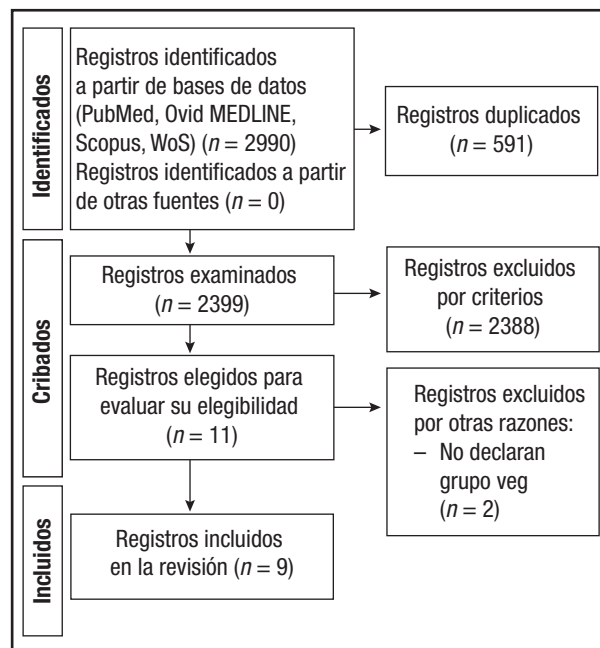 Identificados
Registros identificados
a partir de bases de datos
(PubMed, Ovid MEDLINE,
Scopus, WoS) (n = 2990)
Registros identificados a partir
de otras fuentes (n = 0)
Registros duplicados
(n = 591)
Cribados
Registros examinados
(n = 2399)
Registros excluidos
por criterios
(n = 2388)
Registros elegidos para
evaluar su elegibilidad
(n = 11)
Registros excluidos
por otras razones:
– No declaran
grupo veg
(n = 2)
Incluidos
Registros incluidos
en la revisión (n = 9)